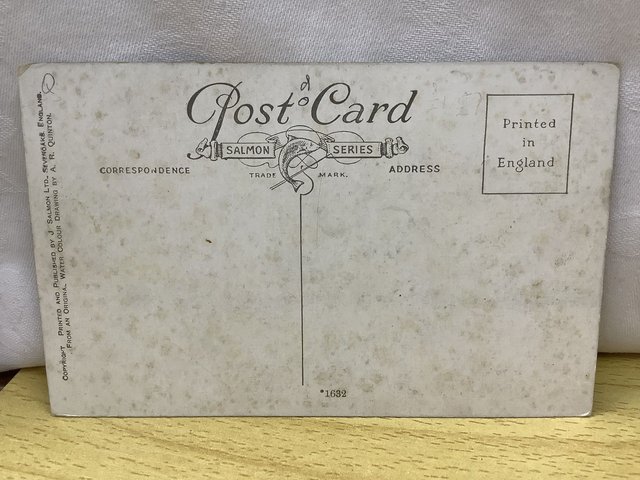 Post Card
SALMON SERIES
TRADE MARK.
CORRESPONDENCE
ADDRESS
Printed
in
England
COPYRIGHT PRINTED AND PUBLISHED BY J SALMON LTD., SEVENOAKS, ENGLAND.
FROM AN ORIGINAL WATER COLOUR DRAWING BY A. R. QUINTON.
*1632